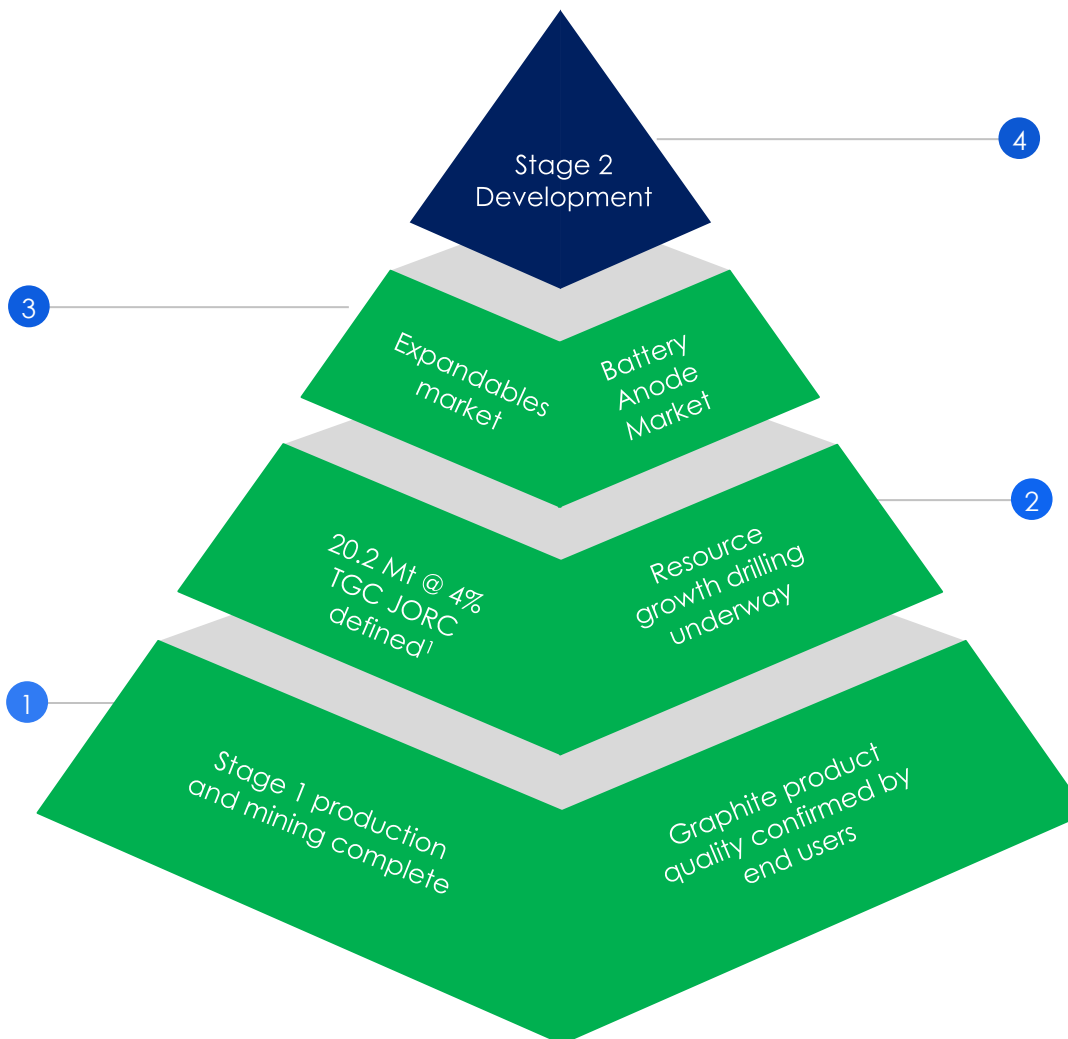 4
Stage 2
Development
3
Expandables
market
Battery
Anode
Market
2
20.2 Mt @ 4%
TGC JORC
defined¹
Resource
growth drilling
underway
1
Stage 1 production
and mining complete
Graphite product
quality confirmed by
end users